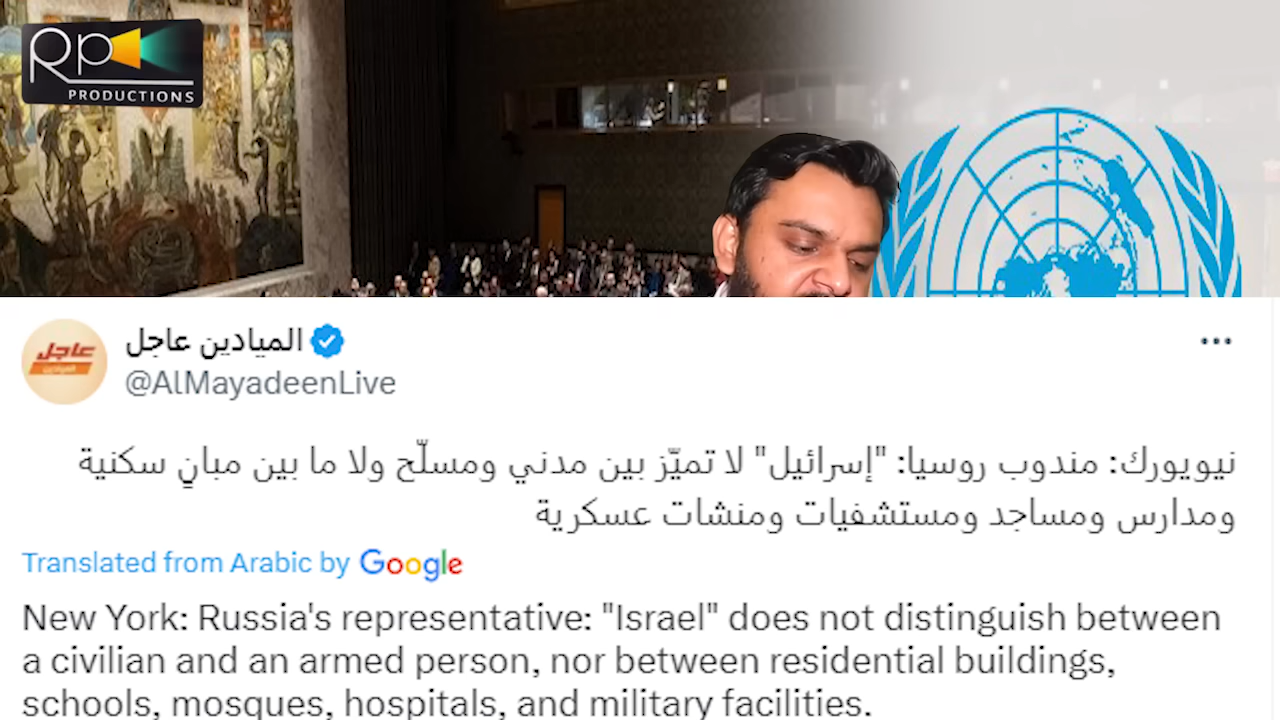 RP
PRODUCTIONS
عاجل
الميادين
الميادين عاجل
@AlMayadeenLive
نيويورك: مندوب روسيا: "إسرائيل" لا تميّز بين مدني ومسلّح ولا ما بين مبانٍ سكنية
ومدارس ومساجد ومستشفيات ومنشات عسكرية
Translated from Arabic by Google
New York: Russia's representative: "Israel" does not distinguish between
a civilian and an armed person, nor between residential buildings,
schools, mosques, hospitals, and military facilities.